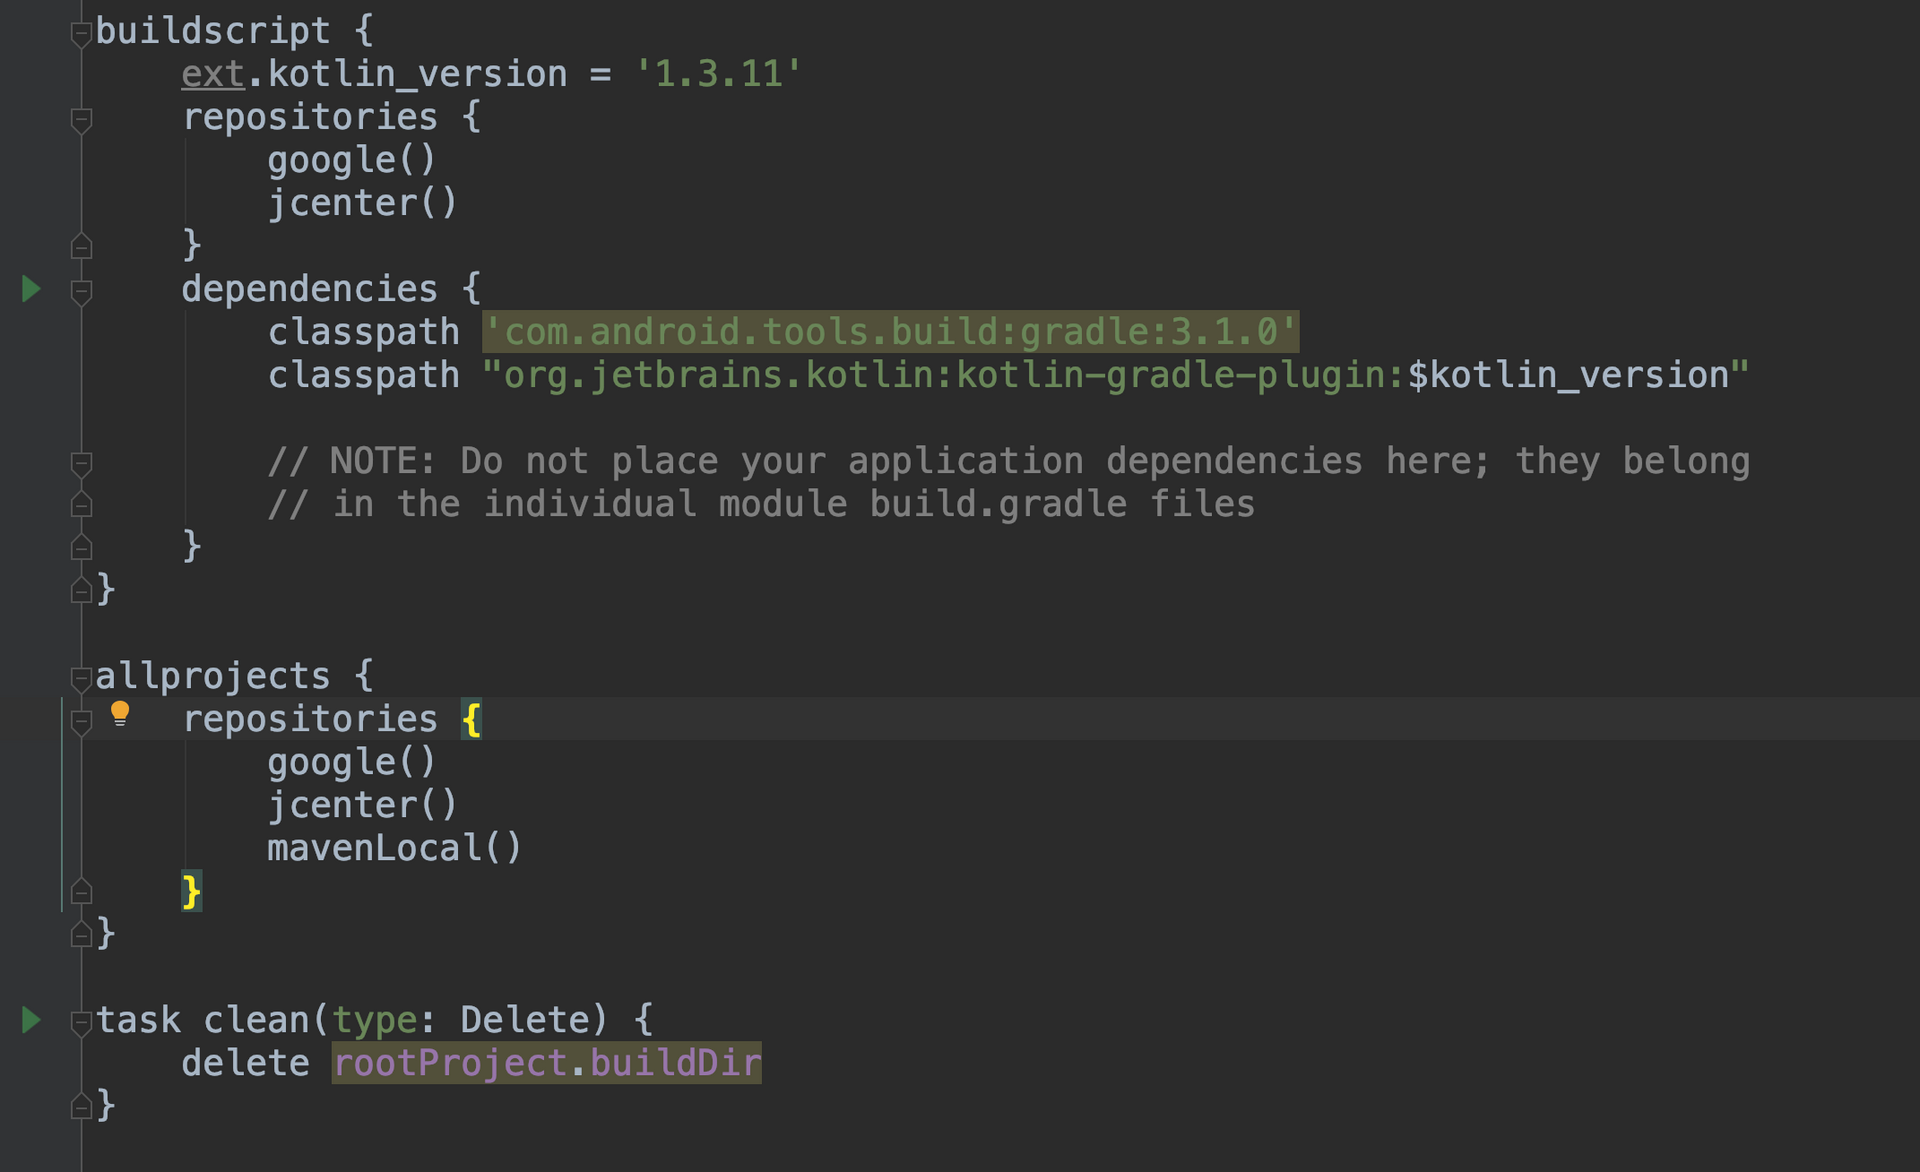 buildscript {
    ext.kotlin_version = '1.3.11'
    repositories {
        google()
        jcenter()
    }
    dependencies {
        classpath 'com.android.tools.build:gradle:3.1.0'
        classpath "org.jetbrains.kotlin:kotlin-gradle-plugin:$kotlin_version"

        // NOTE: Do not place your application dependencies here; they belong
        // in the individual module build.gradle files
    }
}

allprojects {
    repositories {
        google()
        jcenter()
        mavenLocal()
    }
}

task clean(type: Delete) {
    delete rootProject.buildDir
}